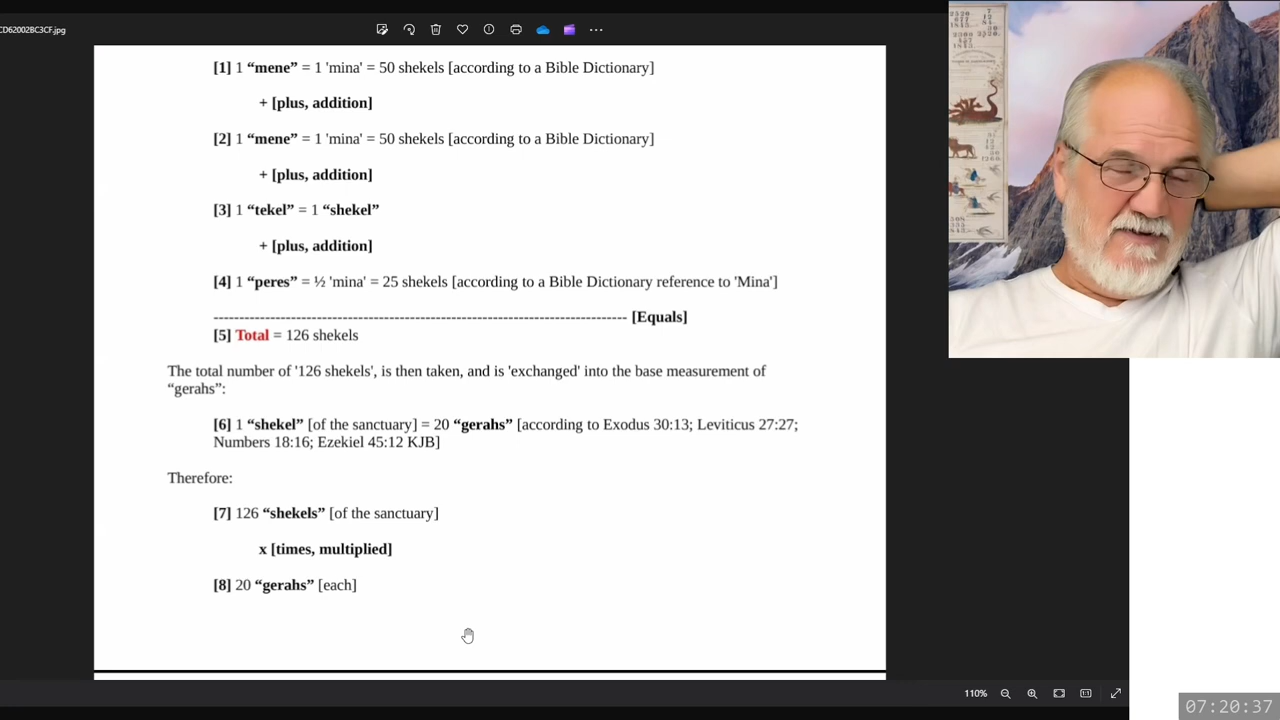 CD62002BC3CF.jpg
[1] 1 “mene” = 1 'mina' = 50 shekels [according to a Bible Dictionary]
+ [plus, addition]
[2] 1 “mene” = 1 'mina' = 50 shekels [according to a Bible Dictionary]
+ [plus, addition]
[3] 1 “tekel” = 1 “shekel”
+ [plus, addition]
[4] 1 “peres” = ½ 'mina' = 25 shekels [according to a Bible Dictionary reference to 'Mina']
-------------------------------------------------------------------------------- [Equals]
[5] Total = 126 shekels
The total number of '126 shekels', is then taken, and is 'exchanged' into the base measurement of
“gerahs”:
[6] 1 “shekel” [of the sanctuary] = 20 “gerahs” [according to Exodus 30:13; Leviticus 27:27;
Numbers 18:16; Ezekiel 45:12 KJB]
Therefore:
[7] 126 “shekels” [of the sanctuary]
x [times, multiplied]
[8] 20 “gerahs” [each]
110%
07:20:37
2520
677
1843